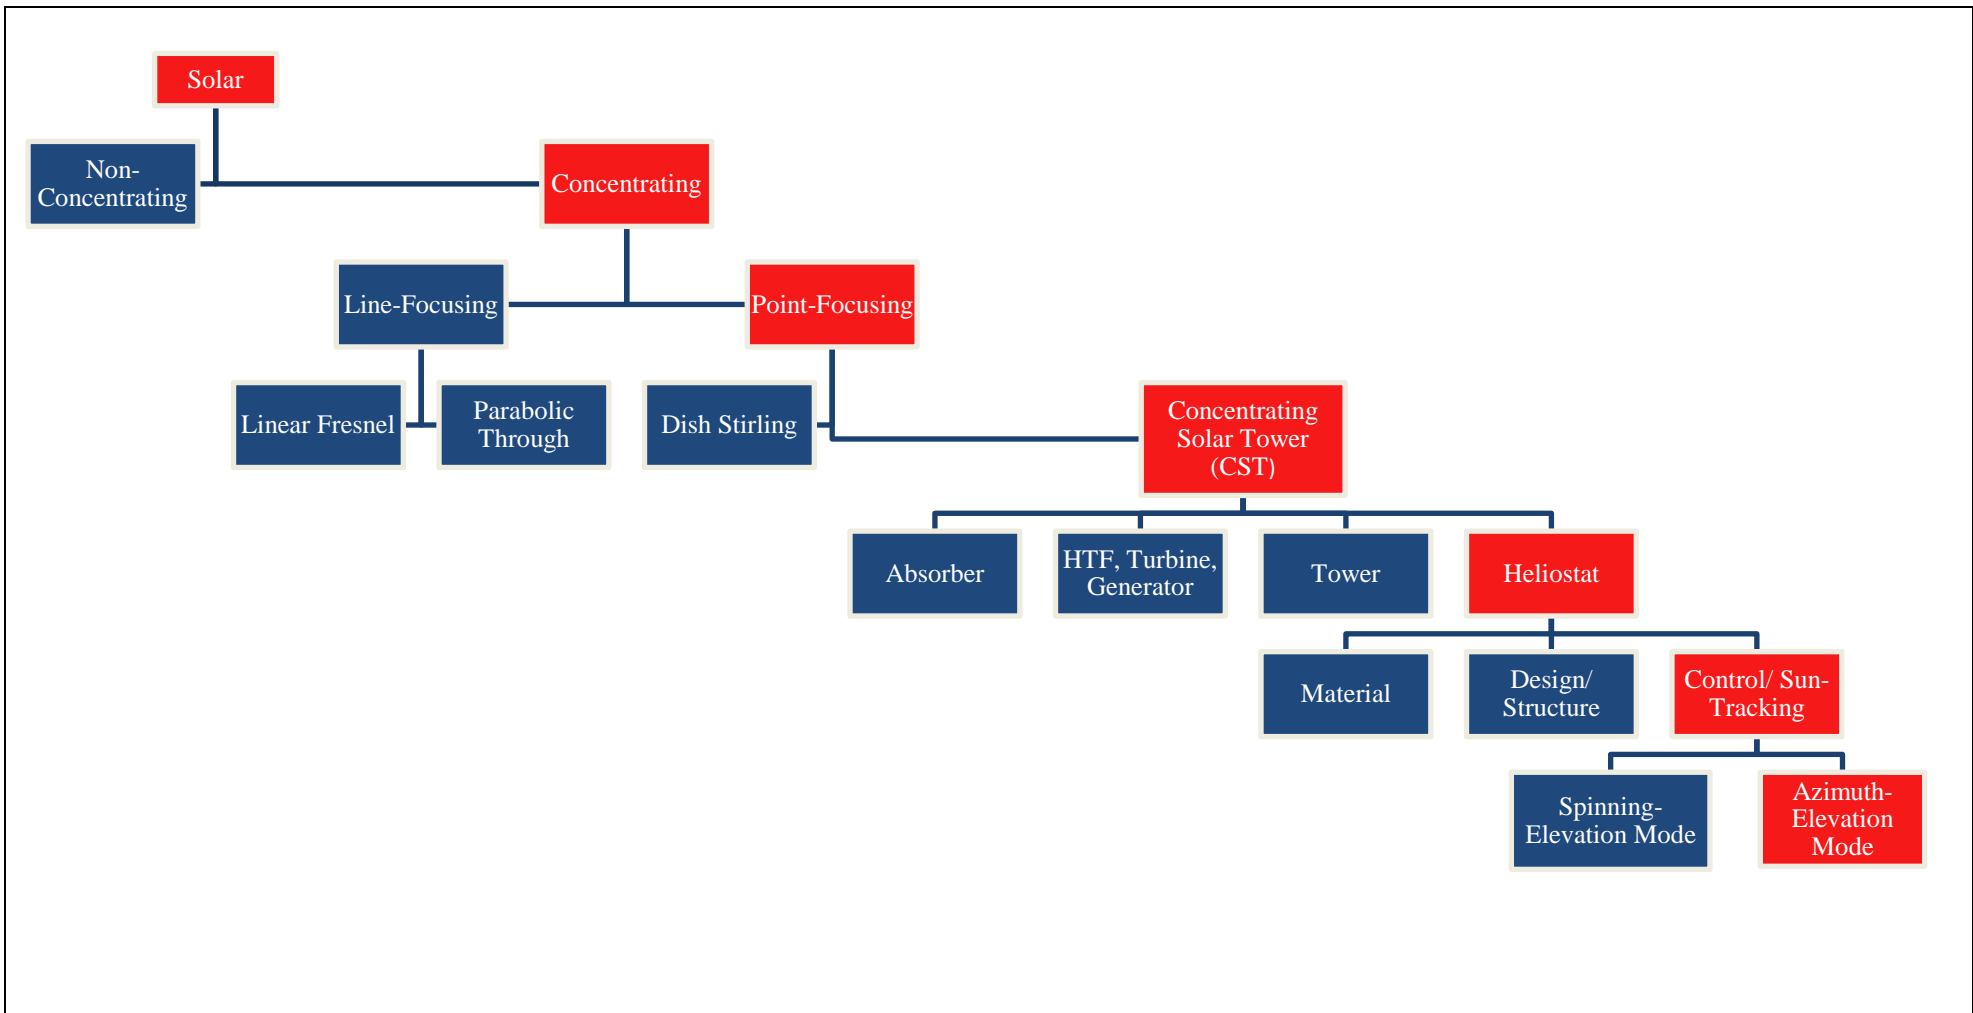 Solar
Non-
Concentrating
Concentrating
Line-Focusing
Point-Focusing
Linear Fresnel
Parabolic
Through
Dish Stirling
Concentrating
Solar Tower
(CST)
Absorber
HTF, Turbine,
Generator
Tower
Heliostat
Material
Design/
Structure
Control/ Sun-
Tracking
Spinning-
Elevation Mode
Azimuth-
Elevation
Mode